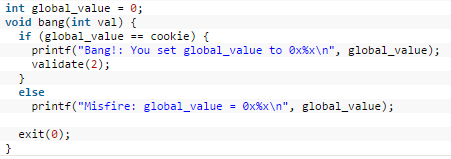 int global_value = 0;
void bang(int val) {
  if (global_value == cookie) {
    printf("Bang!: You set global_value to 0x%x\n", global_value);
    validate(2);
  }
  else
    printf("Misfire: global_value = 0x%x\n", global_value);
  exit(0);
}